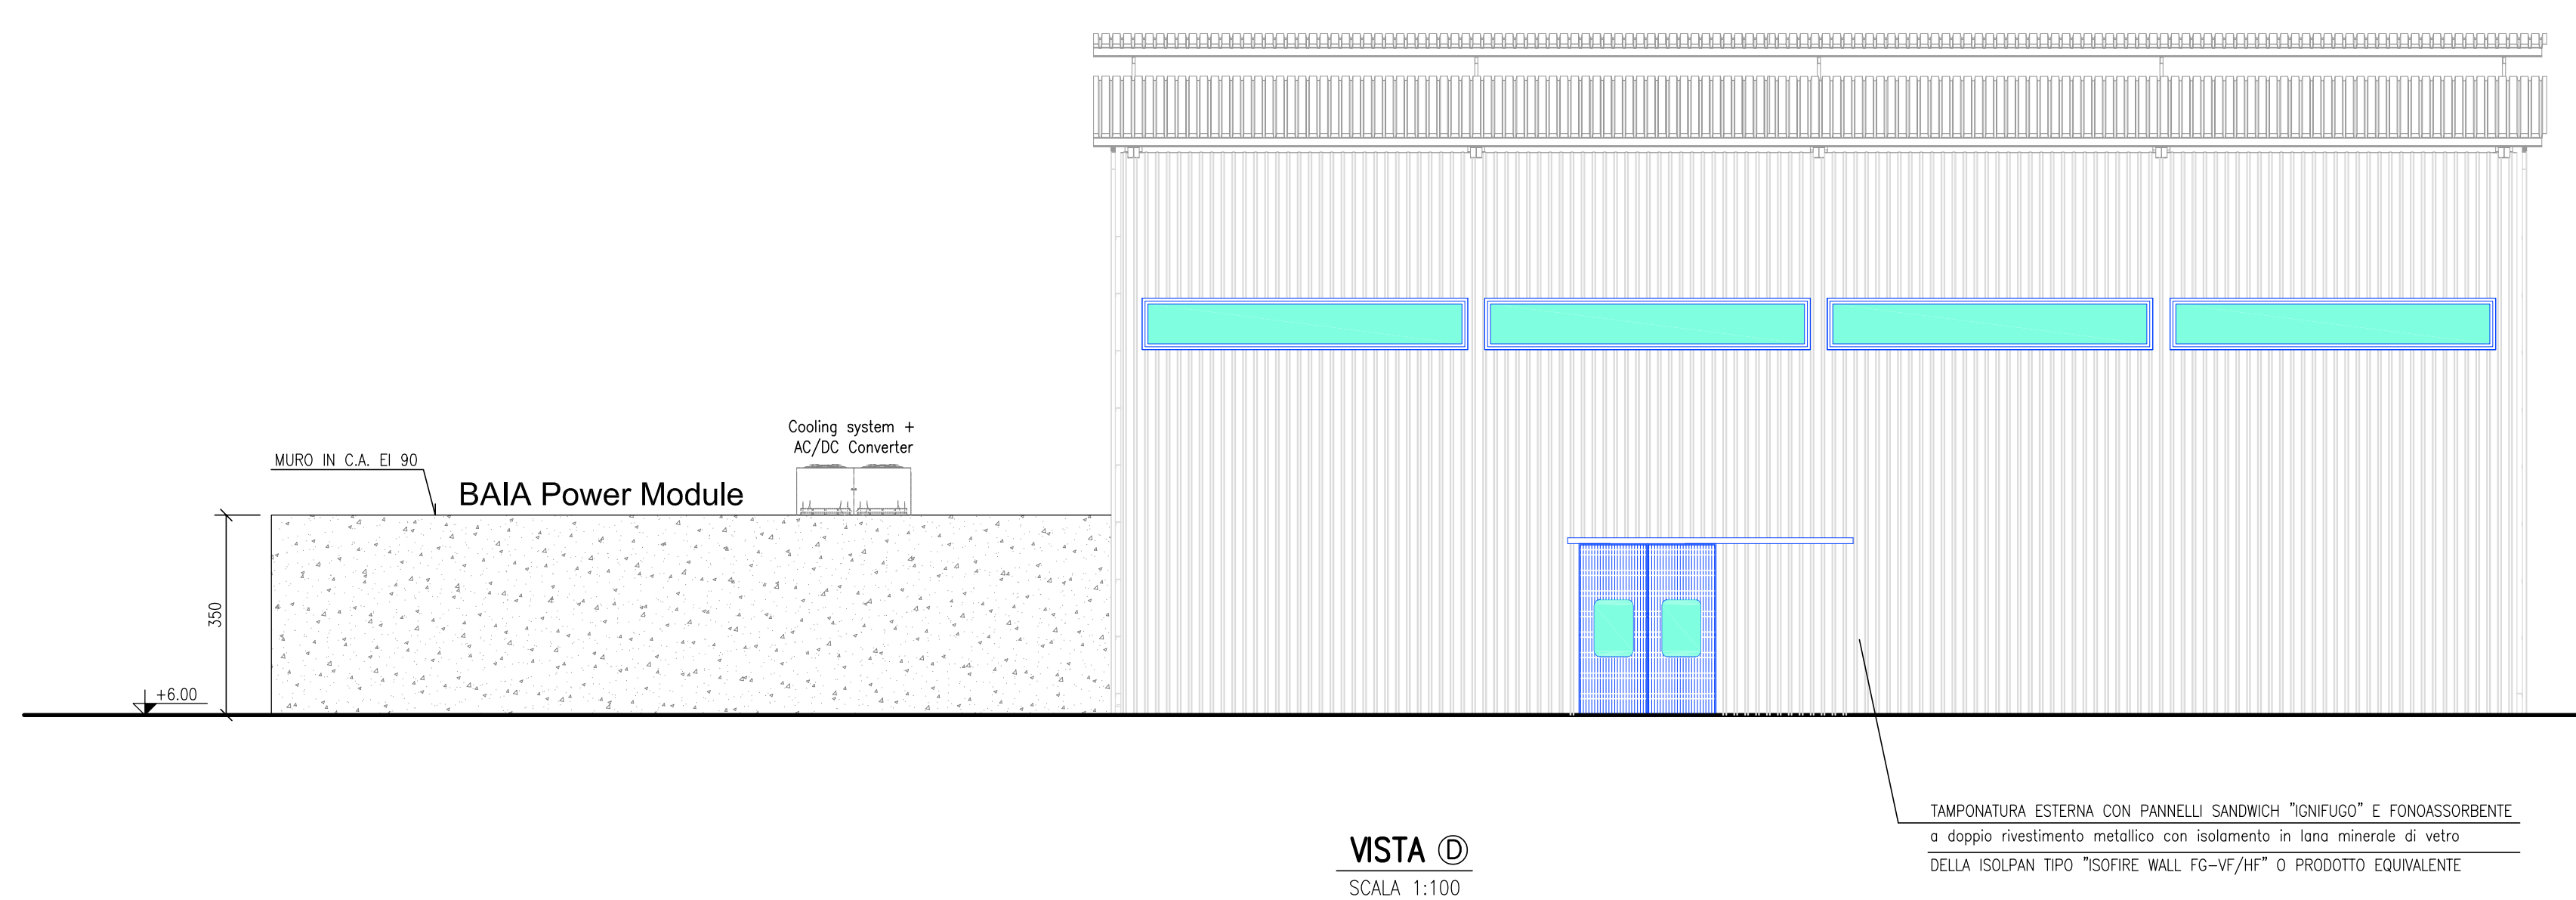 Cooling system +
AC/DC Converter
MURO IN C.A. EI 90
BAIA Power Module
350
+6.00
TAMPONATURA ESTERNA CON PANNELLI SANDWICH "IGNIFUGO" E FONOASSORBENTE
a doppio rivestimento metallico con isolamento in lana minerale di vetro
DELLA ISOLPAN TIPO "ISOFIRE WALL FG-VF/HF" O PRODOTTO EQUIVALENTE
VISTA D
SCALA 1:100